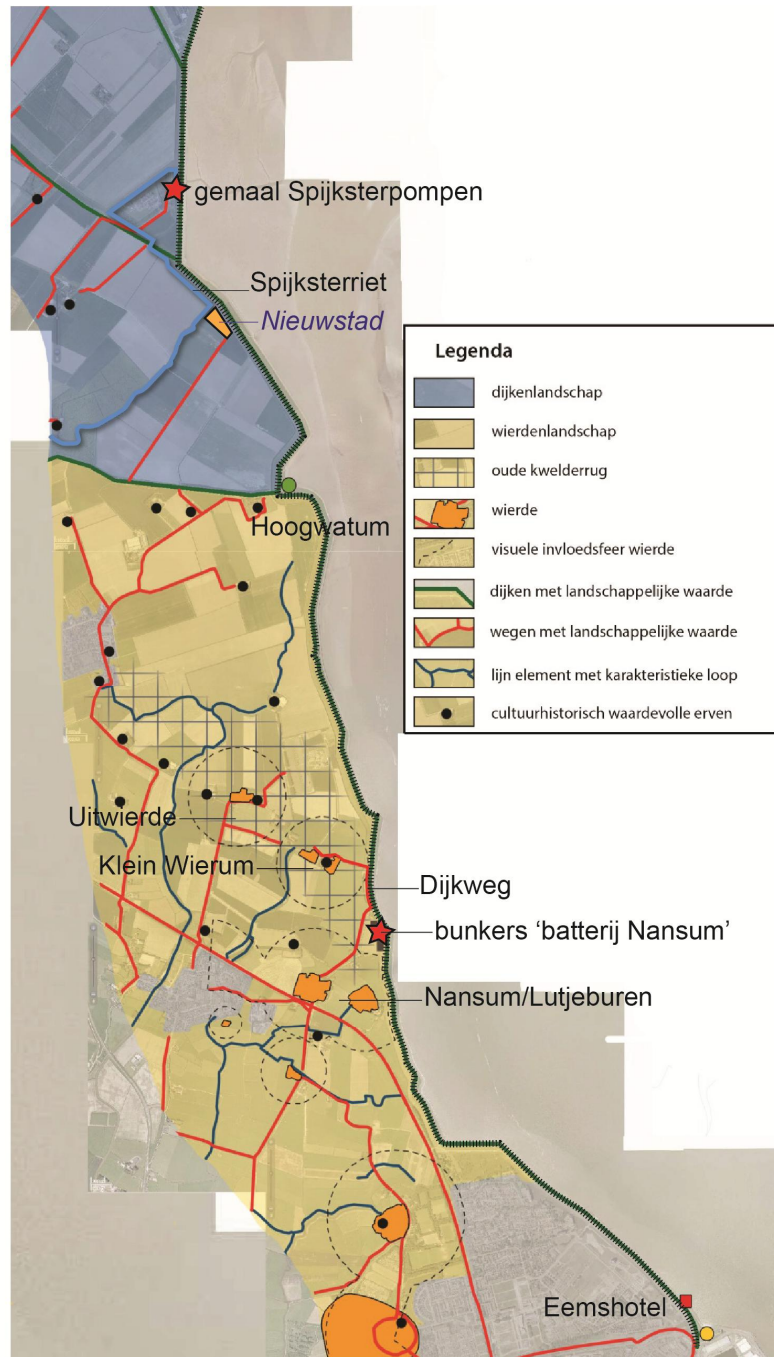 gemaal Spijksterpompen
Spijksterriet
Nieuwstad
Legenda
dijkenlandschap
wierdenlandschap
oude kwelderrug
wierde
visuele invloedsfeer wierde
dijken met landschappelijke waarde
wegen met landschappelijke waarde
lijn element met karakteristieke loop
cultuurhistorisch waardevolle erven
Hoogwatum
Uitwierde
Klein Wierum
Dijkweg
bunkers ‘batterij Nansum’
Nansum/Lutjeburen
Eemshotel